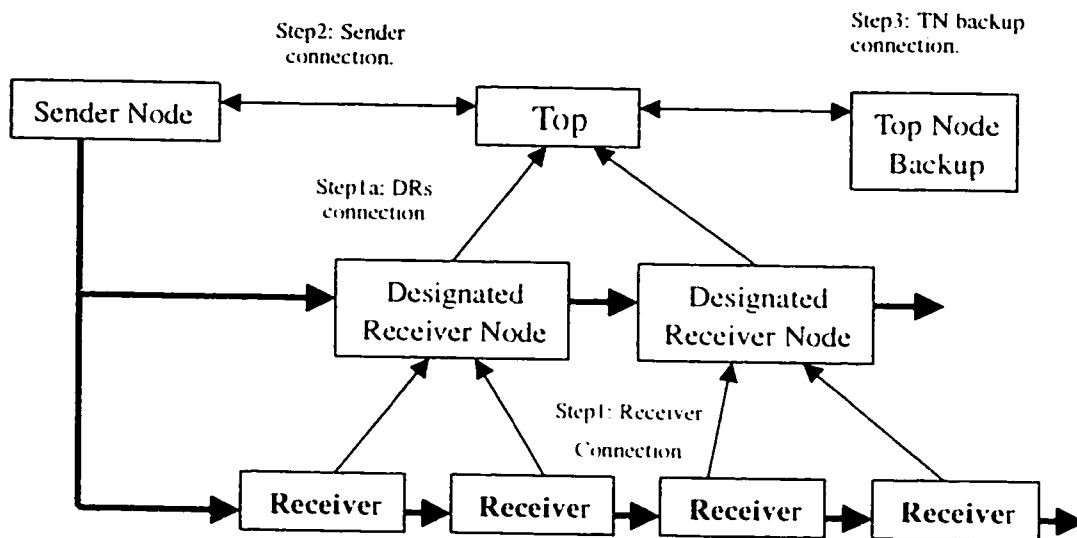 Step2: Sender
connection.
Step3: TN backup
connection.
Sender Node
Top
Top Node
Backup
Step1a: DRs
connection
Designated
Receiver Node
Designated
Receiver Node
Step1: Receiver
Connection
Receiver
Receiver
Receiver
Receiver